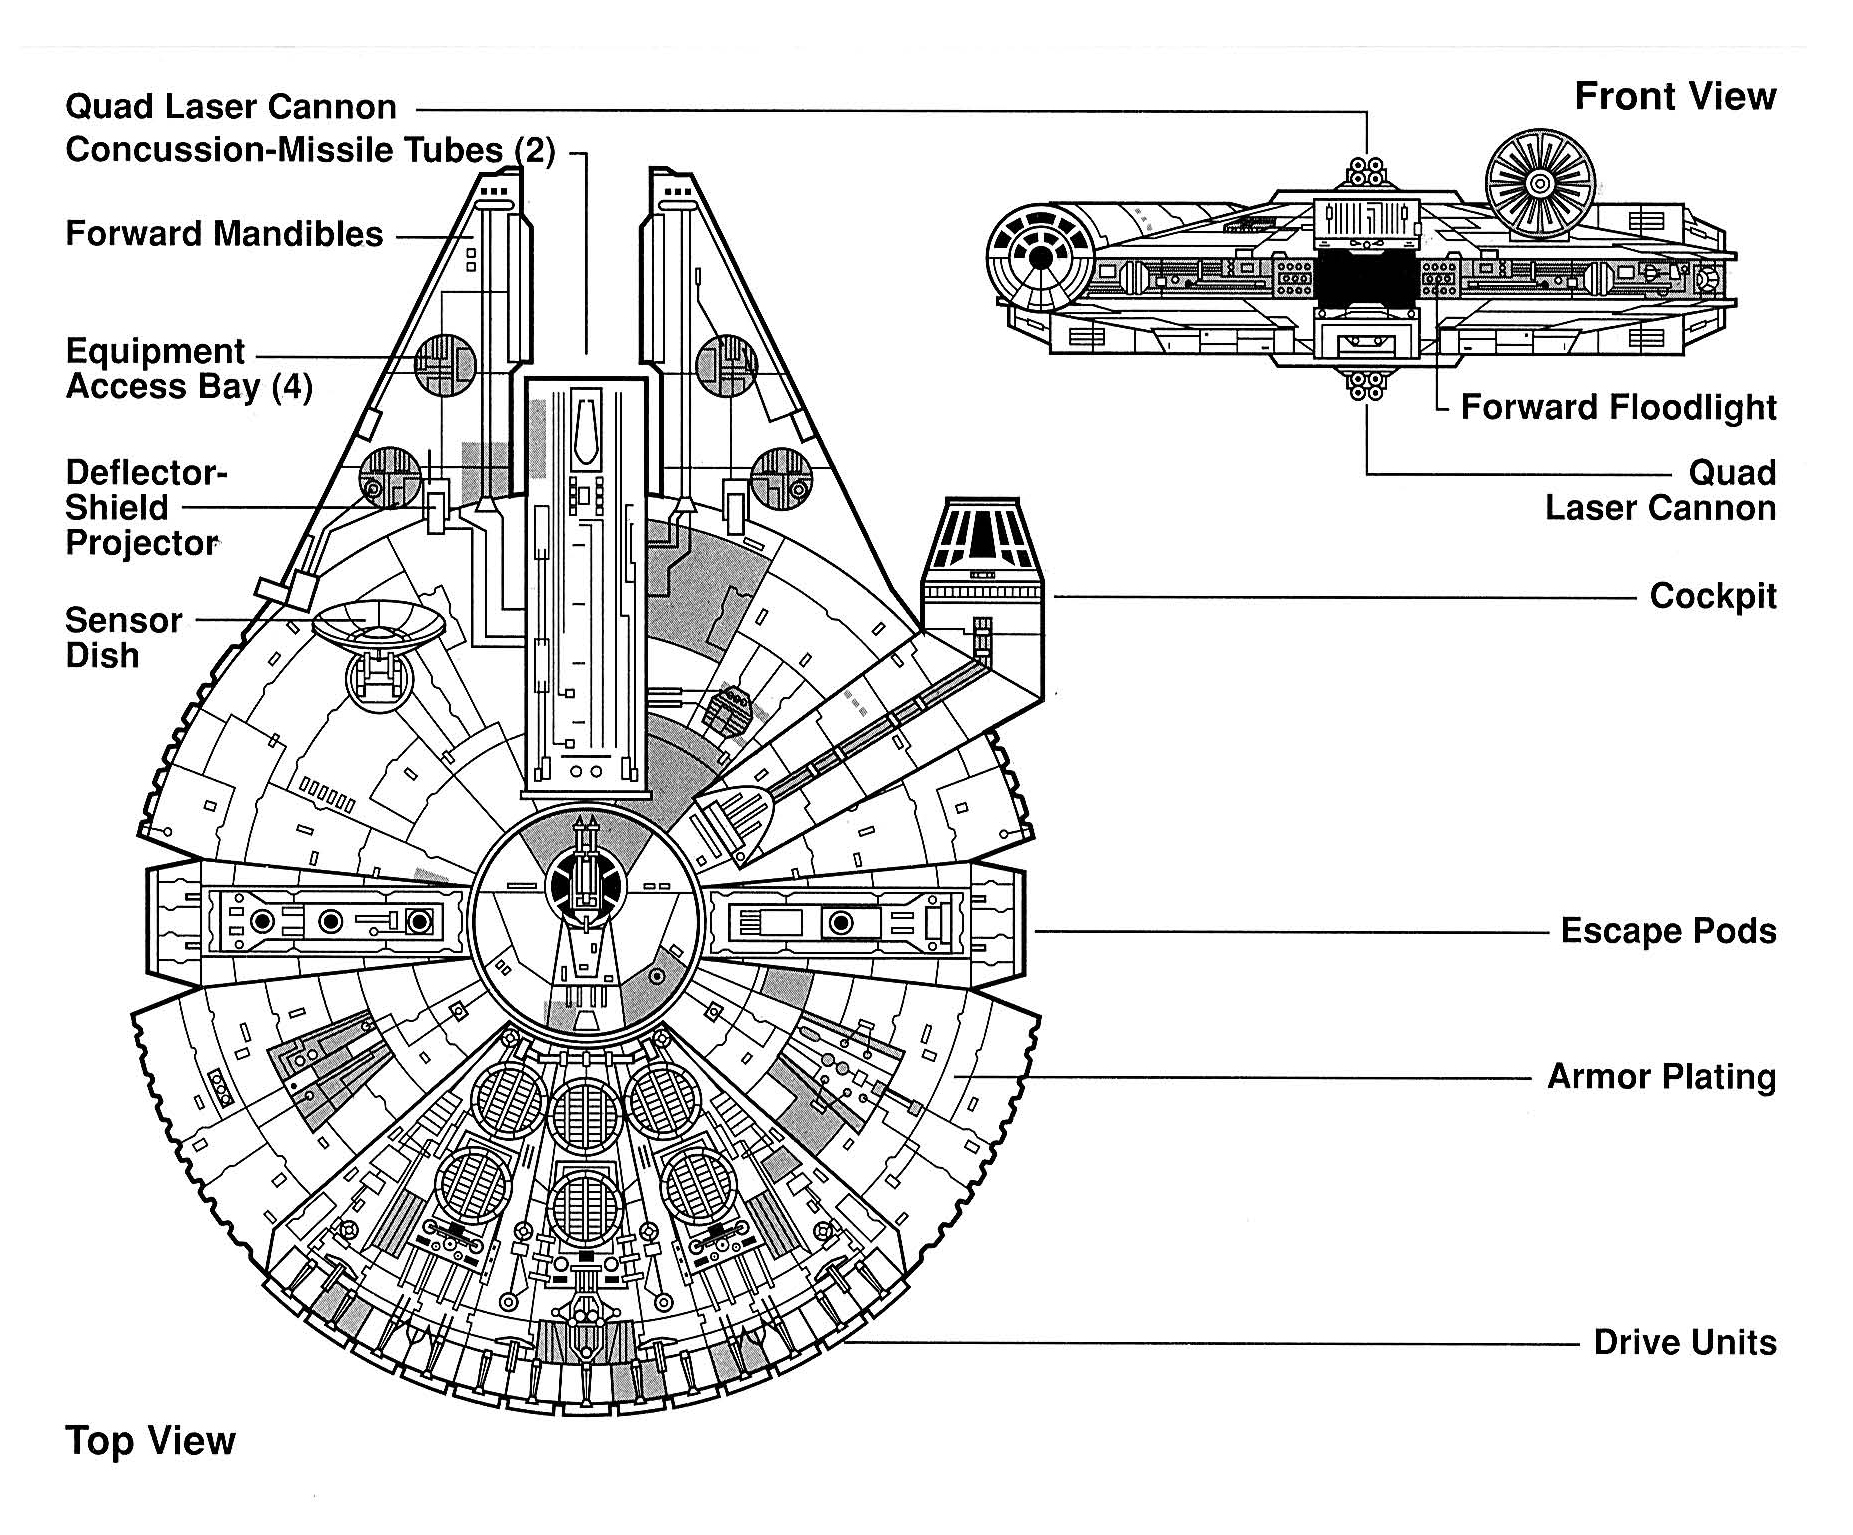 Quad Laser Cannon
Concussion-Missile Tubes (2)
Forward Mandibles
Equipment
Access Bay (4)
Deflector-
Shield
Projector
Sensor
Dish
Top View
Front View
Forward Floodlight
Quad
Laser Cannon
Cockpit
Escape Pods
Armor Plating
Drive Units